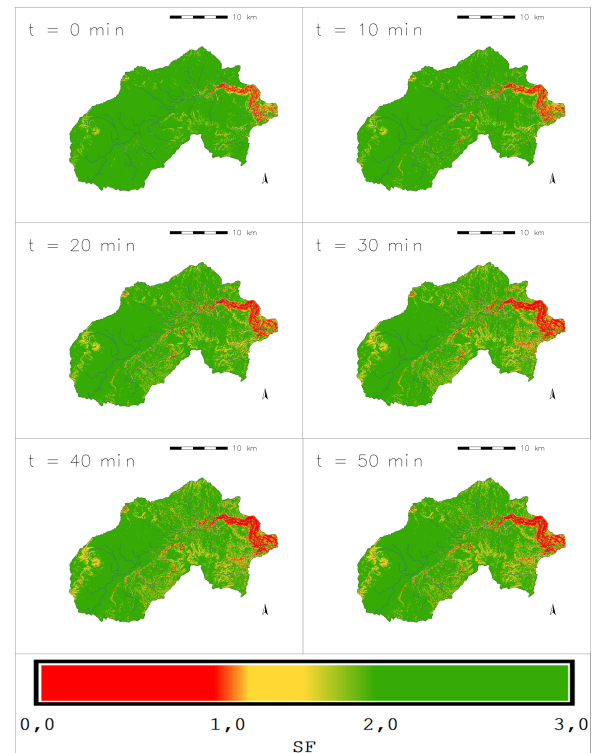 10 km
10 km
t = 0 min
t = 10 min
10 km
10 km
t = 20 min
t = 30 min
10 km
10 km
t = 40 min
t = 50 min
0,0 1,0 2,0 3,0
SF